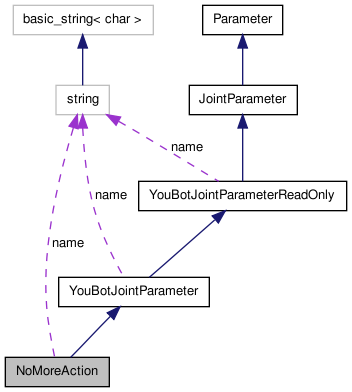 basic_string< char >
Parameter
string
JointParameter
name
YouBotJointParameterReadOnly
name
name
YouBotJointParameter
NoMoreAction